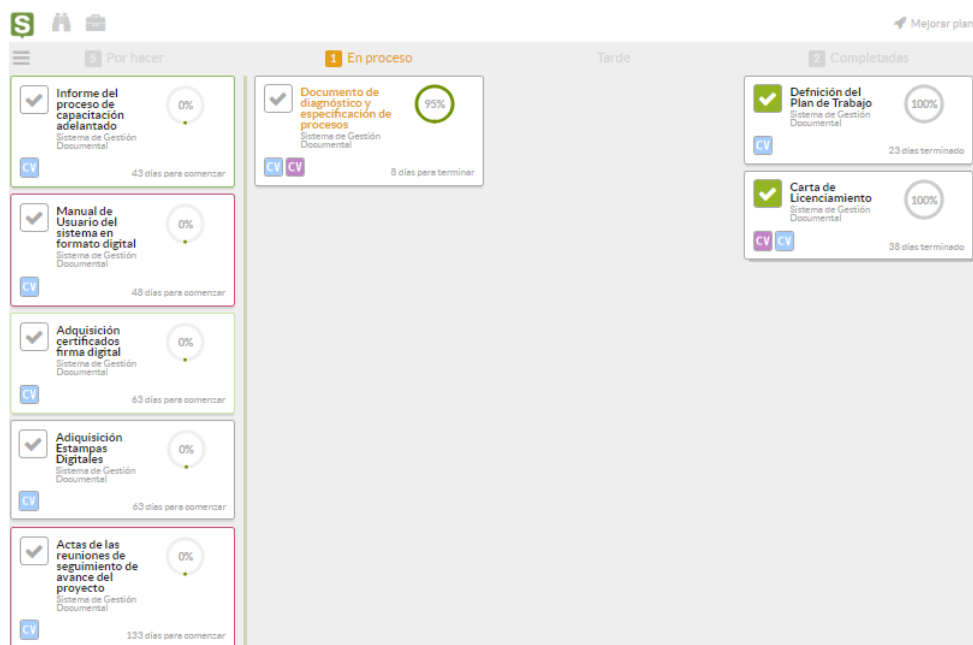 S
Mejorar plan
5 Por hacer
1 En proceso
Tarde
2 Completadas
Informe del
proceso de
capacitación
adelantado
Sistema de Gestión
Documental
0%
CV
43 días para comenzar
Manual de
Usuario del
sistema en
formato digital
Sistema de Gestión
Documental
0%
CV
48 días para comenzar
Adquisición
certificados
firma digital
Sistema de Gestión
Documental
0%
CV
63 días para comenzar
Adiquisición
Estampas
Digitales
Sistema de Gestión
Documental
0%
CV
63 días para comenzar
Actas de las
reuniones de
seguimiento de
avance del
proyecto
Sistema de Gestión
Documental
0%
CV
133 días para comenzar
Documento de
diagnóstico y
especificación de
procesos
Sistema de Gestión
Documental
95%
CV CV
8 días para terminar
Defnición del
Plan de Trabajo
Sistema de Gestión
Documental
100%
CV
23 días terminado
Carta de
Licenciamiento
Sistema de Gestión
Documental
100%
CV CV
38 días terminado